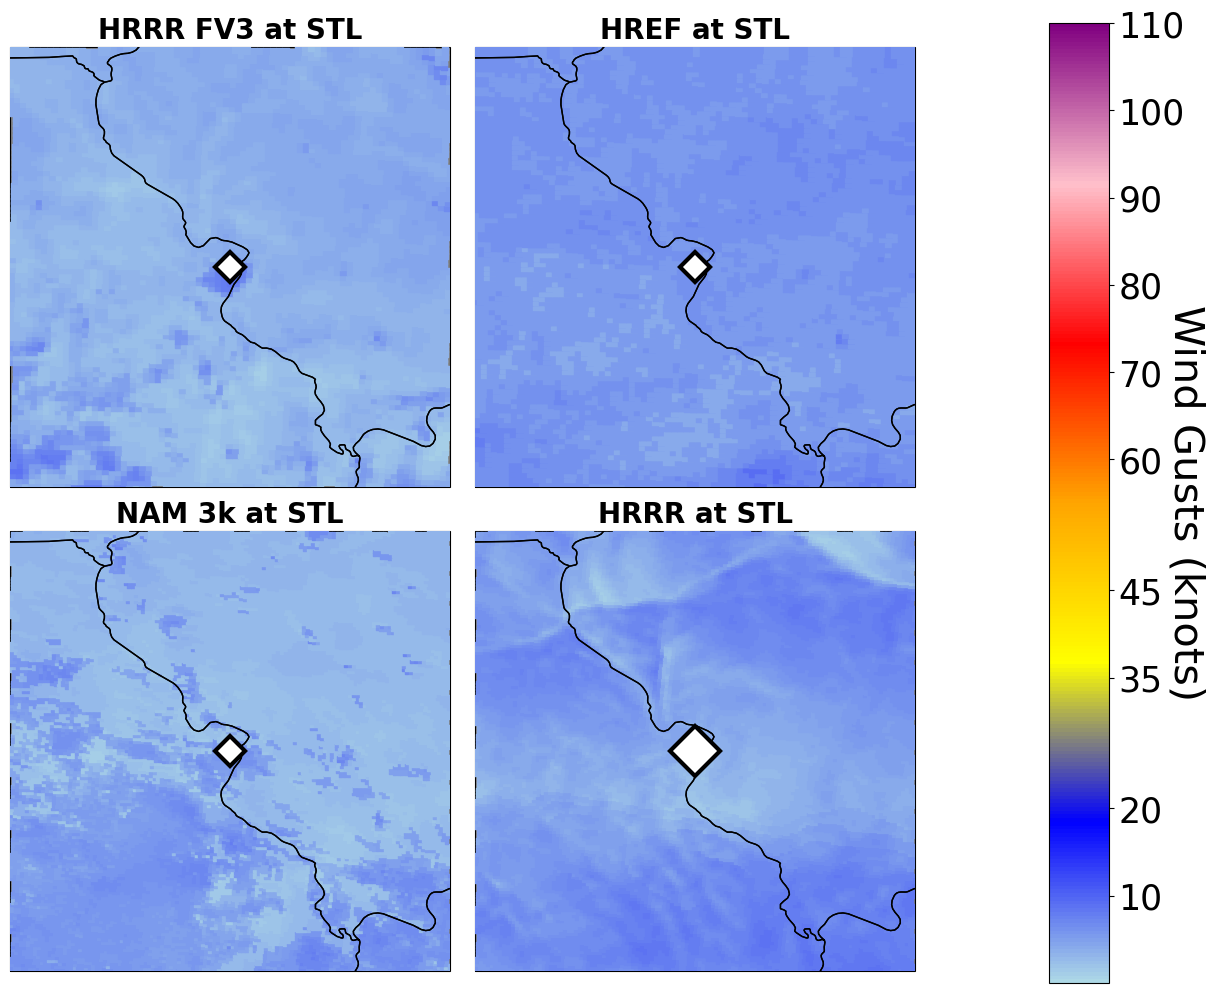 HRRR FV3 at STL
HREF at STL
NAM 3k at STL
HRRR at STL
110
100
90
80
70
60
45
35
20
10
Wind Gusts (knots)